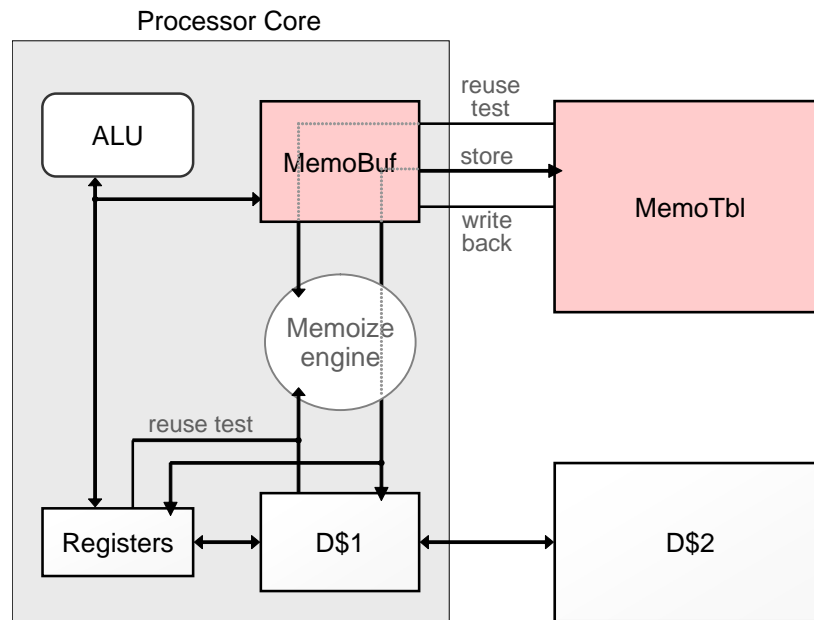 Processor Core
reuse
test
ALU
MemoBuf
store
MemoTbl
write
back
Memoize
engine
reuse test
Registers
D$1
D$2